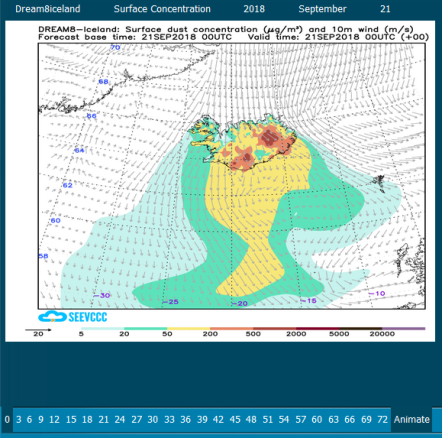 Dream8iceland Surface Concentration 2018 September 21
DREAM8-Iceland: Surface dust concentration (μg/m³) and 10m wind (m/s)
Forecast base time: 21SEP2018 00UTC Valid time: 21SEP2018 00UTC (+00)
70
68
66
64
62
60
58
-30 -25 -20 -15 -10
SEEVCCC
20 5 20 50 200 500 2000 5000 20000
0 3 6 9 12 15 18 21 24 27 30 33 36 39 42 45 48 51 54 57 60 63 66 69 72 Animate